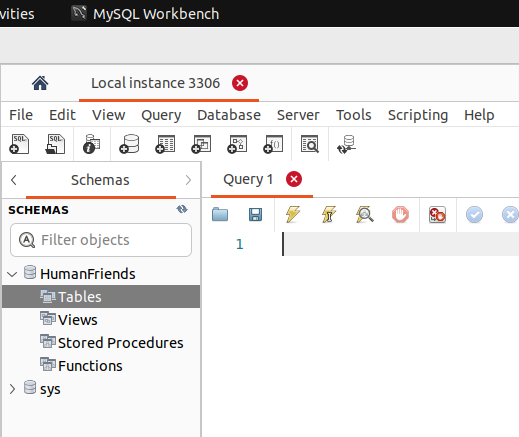 vities MySQL Workbench
Local instance 3306
File Edit View Query Database Server Tools Scripting Help
Schemas
Query 1
SCHEMAS
Filter objects
1
HumanFriends
Tables
Views
Stored Procedures
Functions
sys